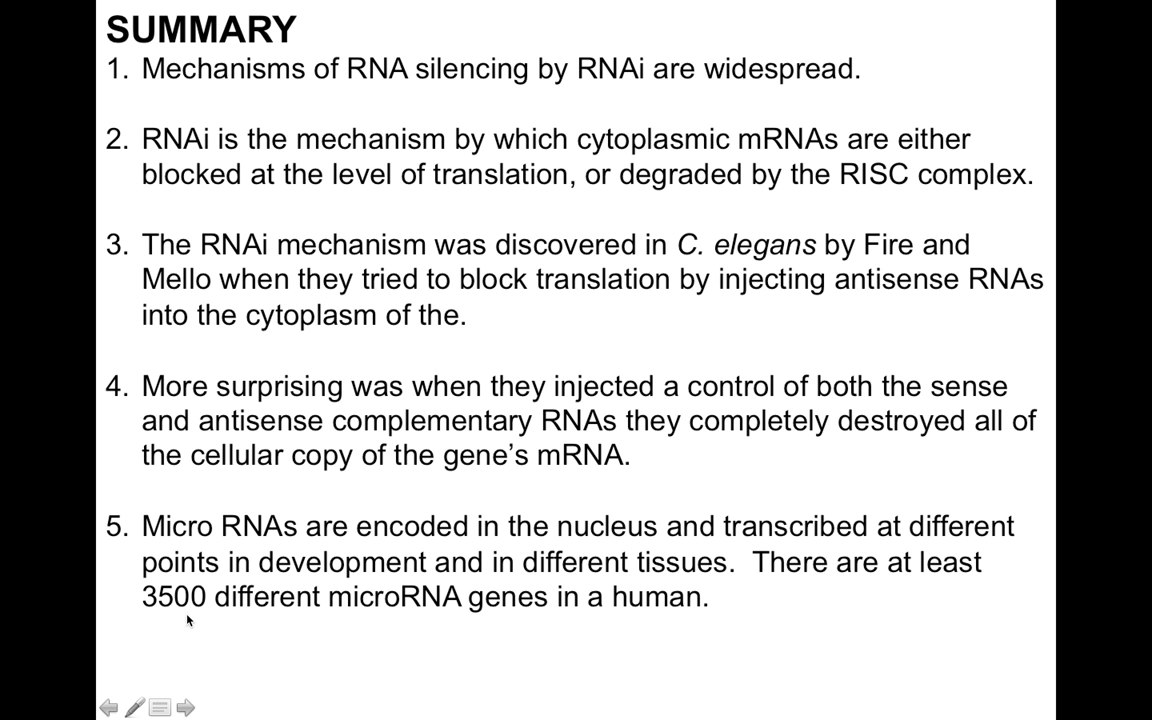 SUMMARY
1. Mechanisms of RNA silencing by RNAi are widespread.
2. RNAi is the mechanism by which cytoplasmic mRNAs are either
blocked at the level of translation, or degraded by the RISC complex.
3. The RNAi mechanism was discovered in C. elegans by Fire and
Mello when they tried to block translation by injecting antisense RNAs
into the cytoplasm of the.
4. More surprising was when they injected a control of both the sense
and antisense complementary RNAs they completely destroyed all of
the cellular copy of the gene’s mRNA.
5. Micro RNAs are encoded in the nucleus and transcribed at different
points in development and in different tissues.  There are at least
3500 different microRNA genes in a human.